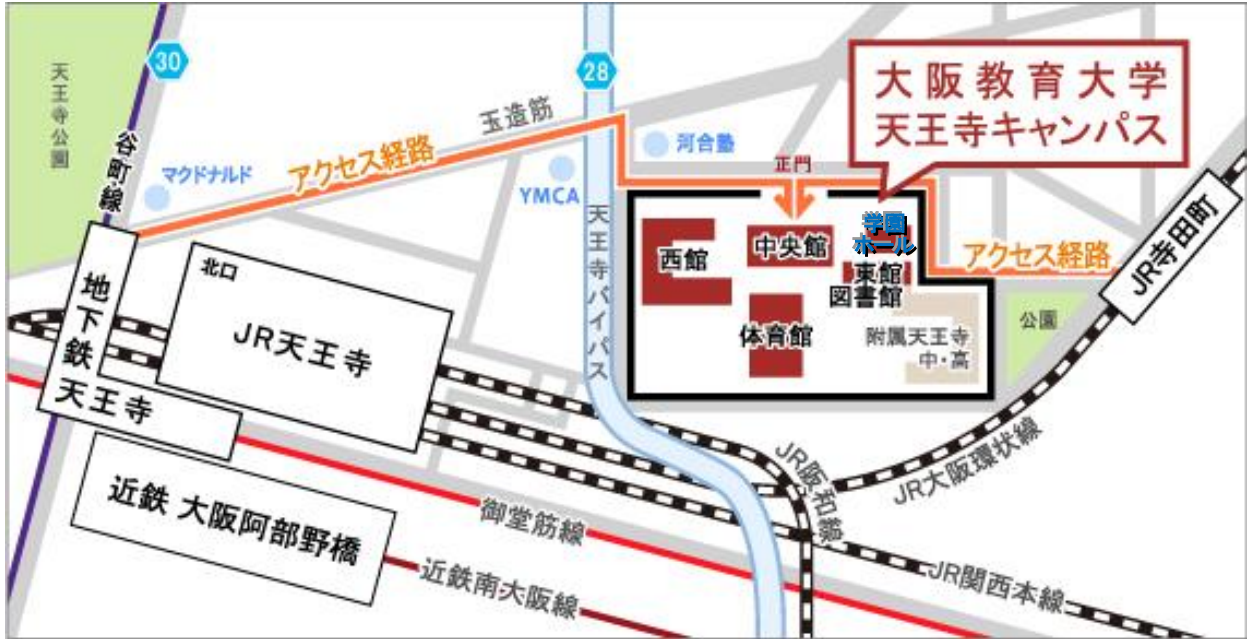 30
28
天王寺公園
谷町線
マクドナルド
アクセス経路
玉造筋
YMCA
河合塾
大阪教育大学
天王寺キャンパス
正門
学園
ホール
中央館
西館
東館
図書館
体育館
附属天王寺
中・高
アクセス経路
公園
JR寺田町
天王寺バイパス
北口
JR天王寺
地下鉄
天王寺
近鉄 大阪阿部野橋
御堂筋線
近鉄南大阪線
JR阪和線
JR大阪環状線
JR関西本線